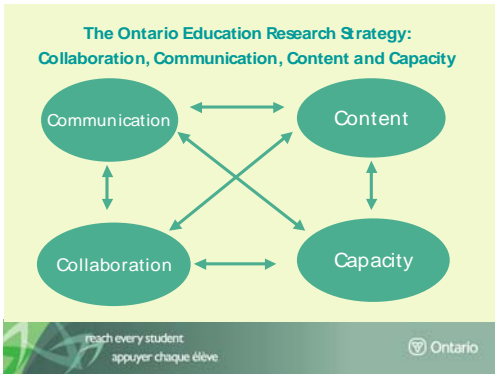 The Ontario Education Research Strategy:
Collaboration, Communication, Content and Capacity
Communication
Content
Collaboration
Capacity
reach every student
appuyer chaque élève
Ontario